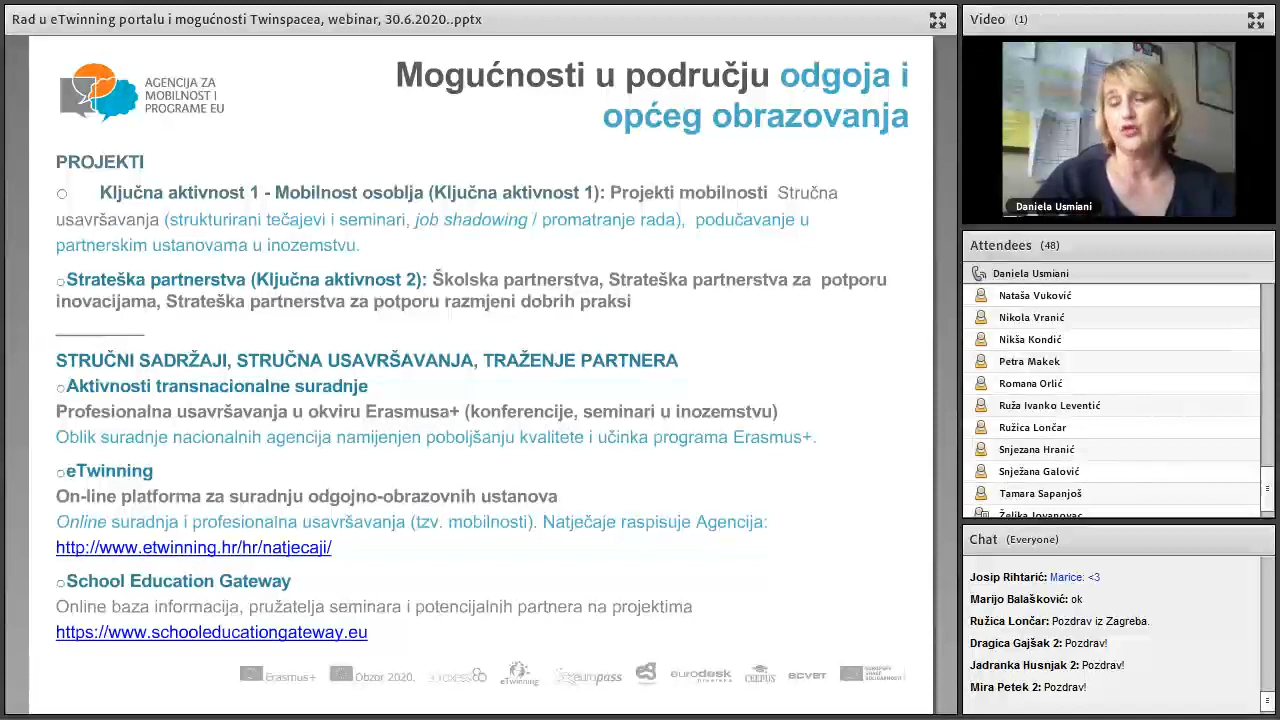 Rad u eTwinning portalu i mogućnosti Twinspacea, webinar, 30.6.2020..pptx
AGENCIJA ZA
MOBILNOST I
PROGRAME EU
Mogućnosti u području odgoja i
općeg obrazovanja
PROJEKTI
Ključna aktivnost 1 - Mobilnost osoblja (Ključna aktivnost 1): Projekti mobilnosti Stručna
usavršavanja (strukturirani tečajevi i seminari, job shadowing / promatranje rada), podučavanje u
partnerskim ustanovama u inozemstvu.
Strateška partnerstva (Ključna aktivnost 2): Školska partnerstva, Strateška partnerstva za potporu
inovacijama, Strateška partnerstva za potporu razmjeni dobrih praksi
STRUČNI SADRŽAJI, STRUČNA USAVRŠAVANJA, TRAŽENJE PARTNERA
Aktivnosti transnacionalne suradnje
Profesionalna usavršavanja u okviru Erasmusa+ (konferencije, seminari u inozemstvu)
Oblik suradnje nacionalnih agencija namijenjen poboljšanju kvalitete i učinka programa Erasmus+.
eTwinning
On-line platforma za suradnju odgojno-obrazovnih ustanova
Online suradnja i profesionalna usavršavanja (tzv. mobilnosti). Natječaje raspisuje Agencija:
http://www.etwinning.hr/hr/natjecaji/
School Education Gateway
Online baza informacija, pružatelja seminara i potencijalnih partnera na projektima
https://www.schooleducationgateway.eu
Erasmus+ Obzor 2020. eTwinning europass eurodesk CEEPUS ECVET
Video (1)
Daniela Usmiani
Attendees (48)
Daniela Usmiani
Nataša Vuković
Nikola Vranić
Nikša Kondić
Petra Makek
Romana Orlić
Ruža Ivanko Leventić
Ružica Lončar
Snjezana Hranić
Snježana Galović
Tamara Sapanjoš
Željka Jovanovac
Chat (Everyone)
Josip Rihtarić: Marice: <3
Marijo Balašković: ok
Ružica Lončar: Pozdrav iz Zagreba.
Dragica Gajšak 2: Pozdrav!
Jadranka Husnjak 2: Pozdrav!
Mira Petek 2: Pozdrav!